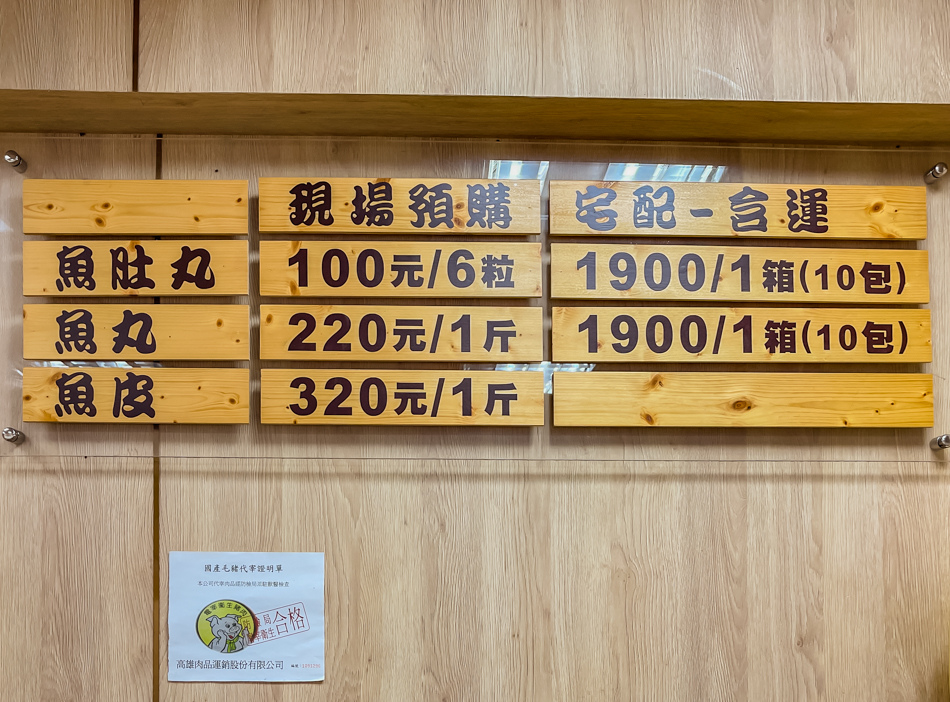 現場預購 宅配-含運
魚肚丸 100元/6粒 1900/1箱(10包)
魚丸 220元/1斤 1900/1箱(10包)
魚皮 320元/1斤
國產毛豬代宰證明單
合格
高雄肉品運銷股份有限公司